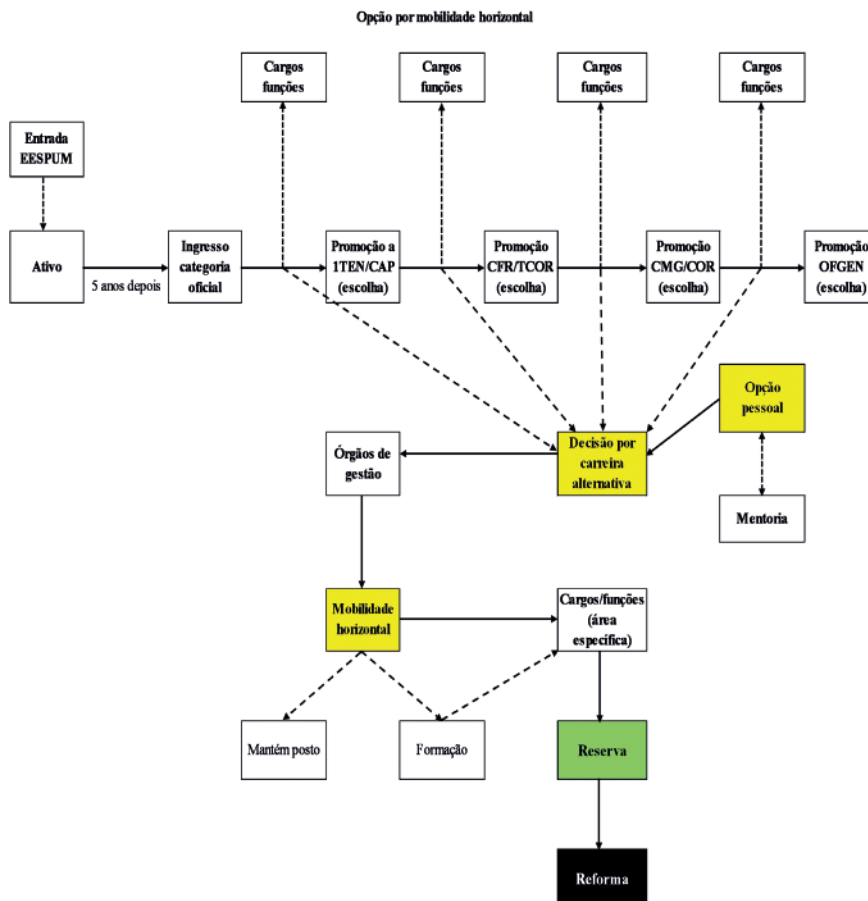 Opção por mobilidade horizontal
Cargos
funções
Cargos
funções
Cargos
funções
Cargos
funções
Entrada
EESPUM
Ativo
5 anos depois
Ingresso
categoria
oficial
Promoção a
1TEN/CAP
(escolha)
Promoção
CFR/TCOR
(escolha)
Promoção
CMG/COR
(escolha)
Promoção
OFGEN
(escolha)
Opção
pessoal
Órgãos de
gestão
Decisão por
carreira
alternativa
Mentoria
Mobilidade
horizontal
Cargos/funções
(área
específica)
Mantém posto
Formação
Reserva
Reforma